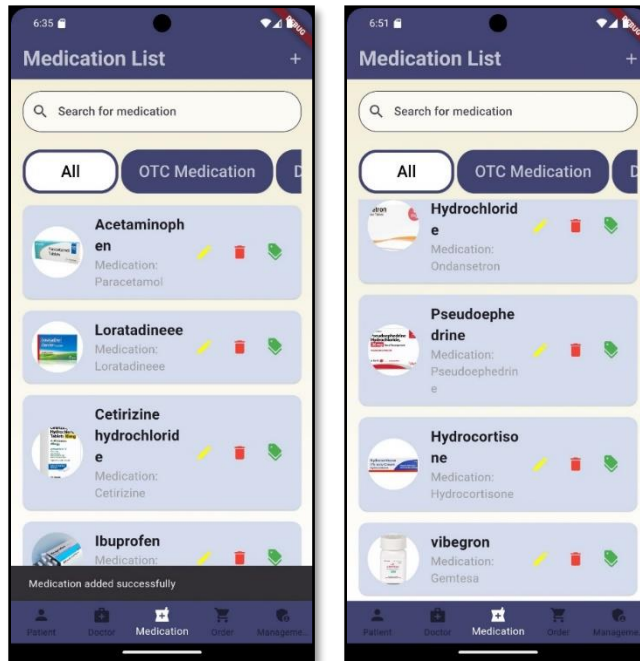 6:35
DEBUG
Medication List
+
Search for medication
All
OTC Medication
D
Acetaminoph
en
Medication:
Paracetamol
Loratadineee
Medication:
Loratadineee
Cetirizine
hydrochlorid
e
Medication:
Cetirizine
Ibuprofen
Medication:
Medication added successfully
Patient
Doctor
Medication
Order
Manageme...
6:51
DEBUG
Medication List
+
Search for medication
All
OTC Medication
D
Hydrochlorid
e
Medication:
Ondansetron
Pseudoephe
drine
Medication:
Pseudoephedrin
e
Hydrocortiso
ne
Medication:
Hydrocortisone
vibegron
Medication:
Gemtesa
Patient
Doctor
Medication
Order
Manageme...